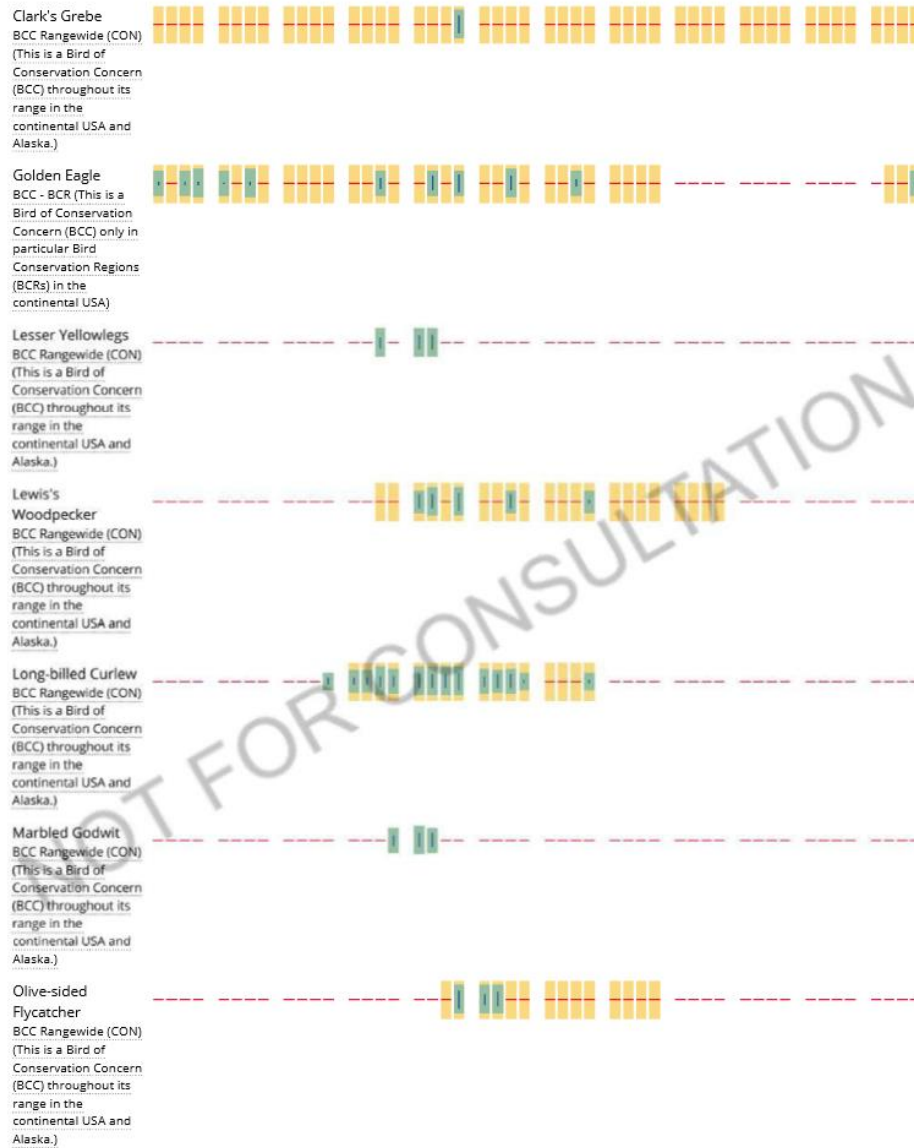 Clark's Grebe
BCC Rangewide (CON)
(This is a Bird of
Conservation Concern
(BCC) throughout its
range in the
continental USA and
Alaska.)
Golden Eagle
BCC - BCR (This is a
Bird of Conservation
Concern (BCC) only in
particular Bird
Conservation Regions
(BCRs) in the
continental USA)
Lesser Yellowlegs
BCC Rangewide (CON)
(This is a Bird of
Conservation Concern
(BCC) throughout its
range in the
continental USA and
Alaska.)
Lewis's
Woodpecker
BCC Rangewide (CON)
(This is a Bird of
Conservation Concern
(BCC) throughout its
range in the
continental USA and
Alaska.)
Long-billed Curlew
BCC Rangewide (CON)
(This is a Bird of
Conservation Concern
(BCC) throughout its
range in the
continental USA and
Alaska.)
Marbled Godwit
BCC Rangewide (CON)
(This is a Bird of
Conservation Concern
(BCC) throughout its
range in the
continental USA and
Alaska.)
Olive-sided
Flycatcher
BCC Rangewide (CON)
(This is a Bird of
Conservation Concern
(BCC) throughout its
range in the
continental USA and
Alaska.)
NOT FOR CONSULTATION